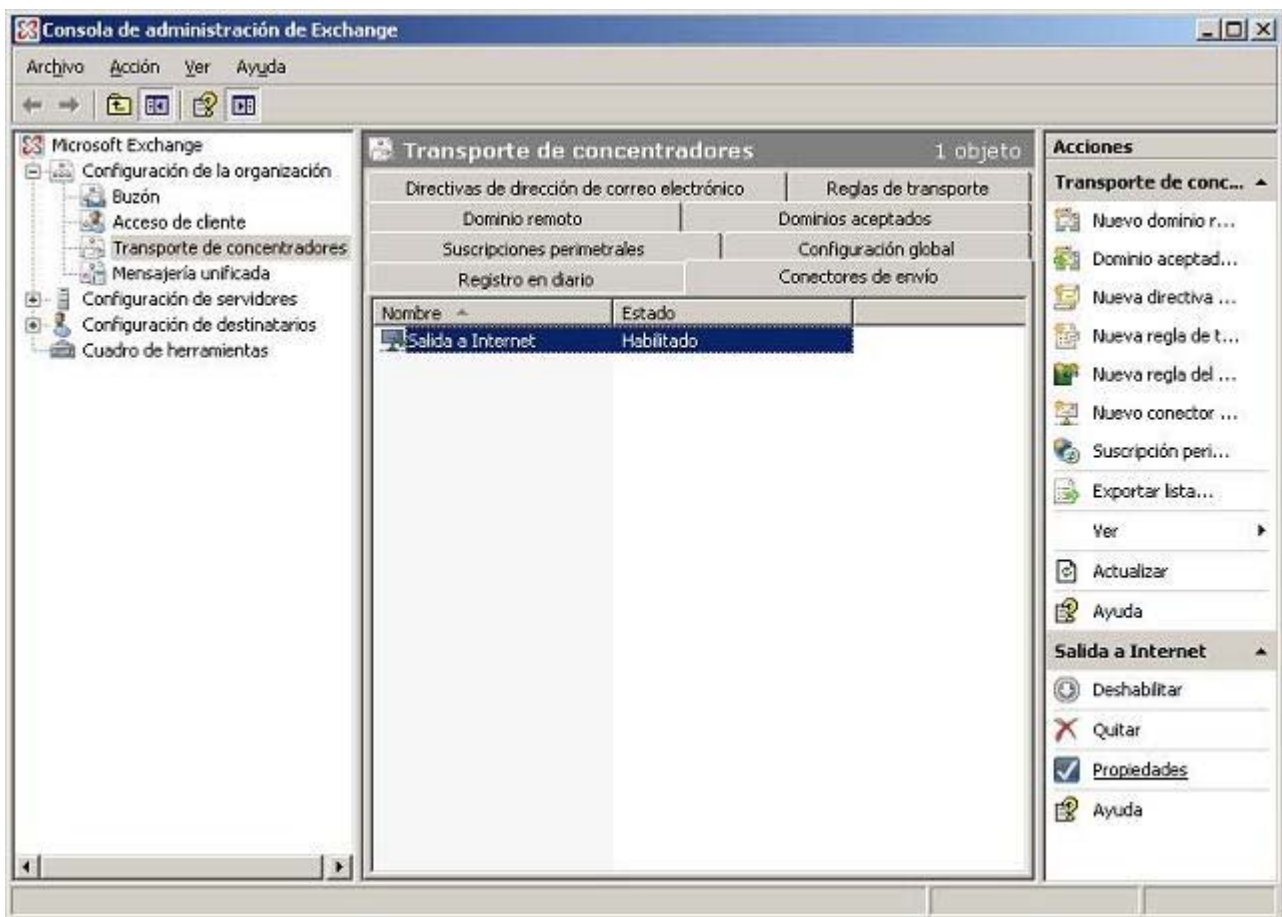 Consola de administración de Exchange
Archivo Acción Ver Ayuda
Microsoft Exchange
Configuración de la organización
Buzón
Acceso de cliente
Transporte de concentradores
Mensajería unificada
Configuración de servidores
Configuración de destinatarios
Cuadro de herramientas
Transporte de concentradores 1 objeto
Directivas de dirección de correo electrónico Reglas de transporte
Dominio remoto Dominios aceptados
Suscripciones perimetrales Configuración global
Registro en diario Conectores de envío
Nombre Estado
Salida a Internet Habilitado
Acciones
Transporte de conc...
Nuevo dominio r...
Dominio aceptad...
Nueva directiva ...
Nueva regla de t...
Nueva regla del ...
Nuevo conector ...
Suscripción peri...
Exportar lista...
Ver
Actualizar
Ayuda
Salida a Internet
Deshabilitar
Quitar
Propiedades
Ayuda